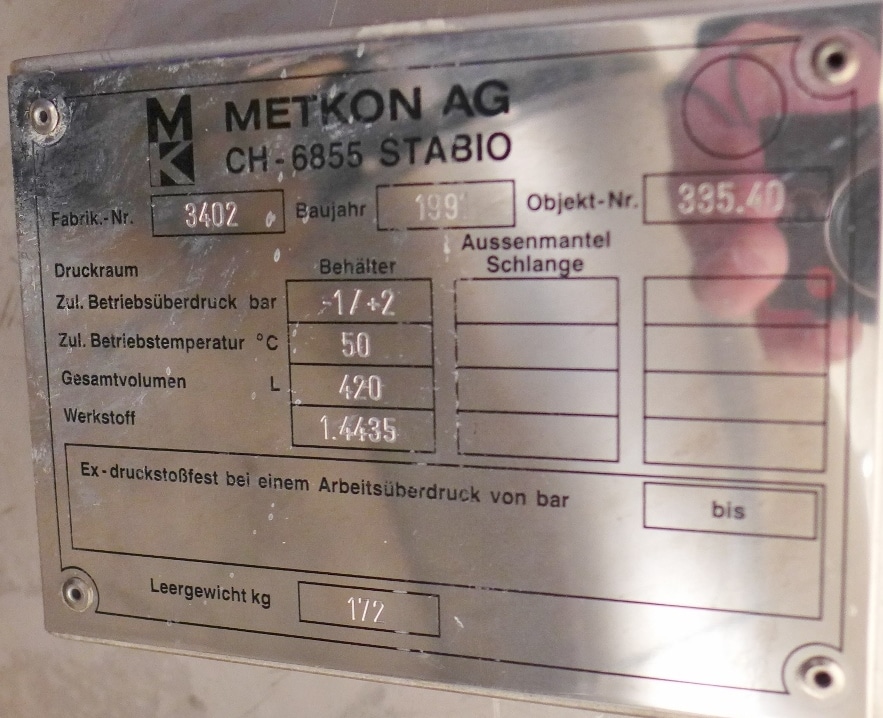 MK METKON AG
CH-6855 STABIO
Fabrik.-Nr. 3402 Baujahr Objekt-Nr. 335.40
Aussenmantel
Druckraum Behälter Schlange
Zul. Betriebsüberdruck bar -1/+2
Zul. Betriebstemperatur °C 50
Gesamtvolumen L 420
Werkstoff 1.4435
Ex-druckstoßfest bei einem Arbeitsüberdruck von bar bis
Leergewicht kg 172